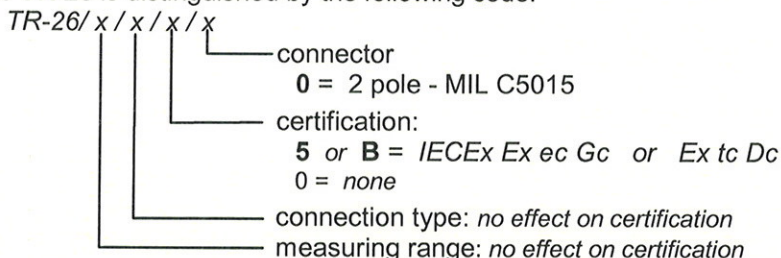 TR-26/ x / x / x / x
connector
0 = 2 pole - MIL C5015
certification:
5 or B = IECEx Ex ec Gc or Ex tc Dc
0 = none
connection type: no effect on certification
measuring range: no effect on certification